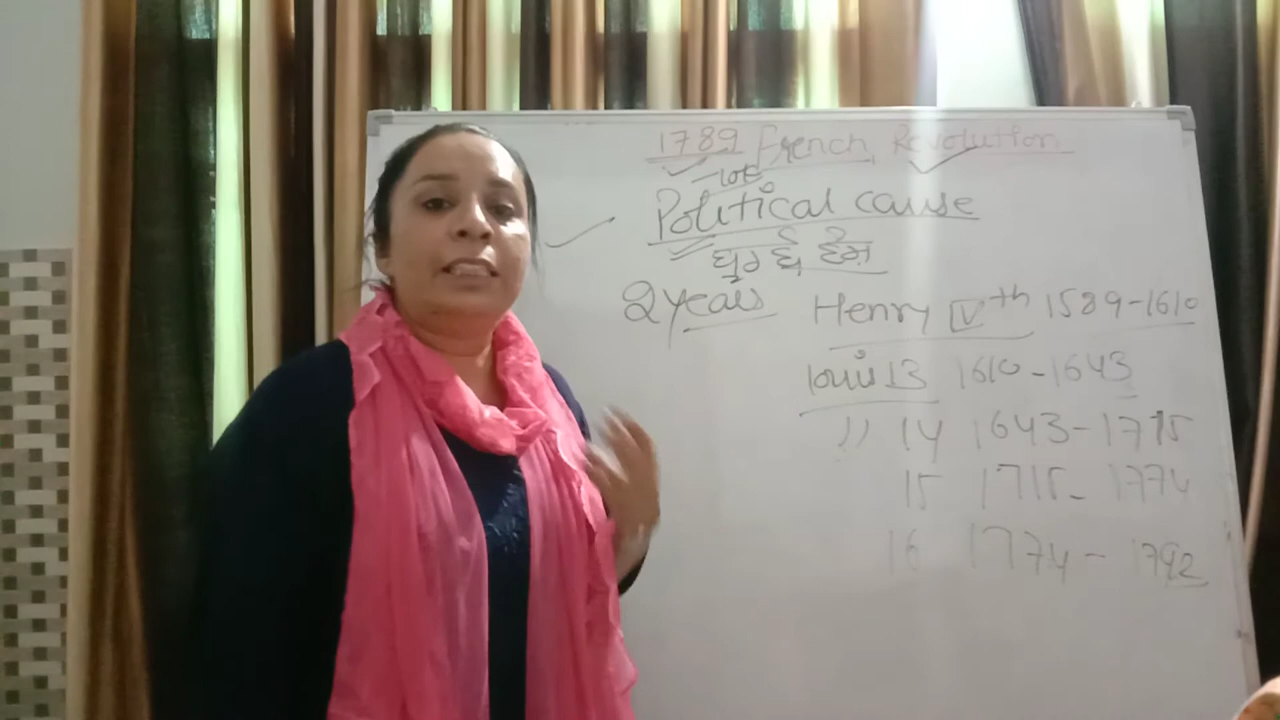 1789 French Revolution
Political cause
2 years Henry Vth 1589-1610
Louis 13 1610-1643
" 14 1643-1715
15 1715- 1774
16 1774 - 1792